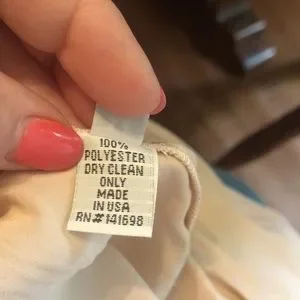 100%
POLYESTER
DRY CLEAN
ONLY
MADE
IN USA
RN#141698